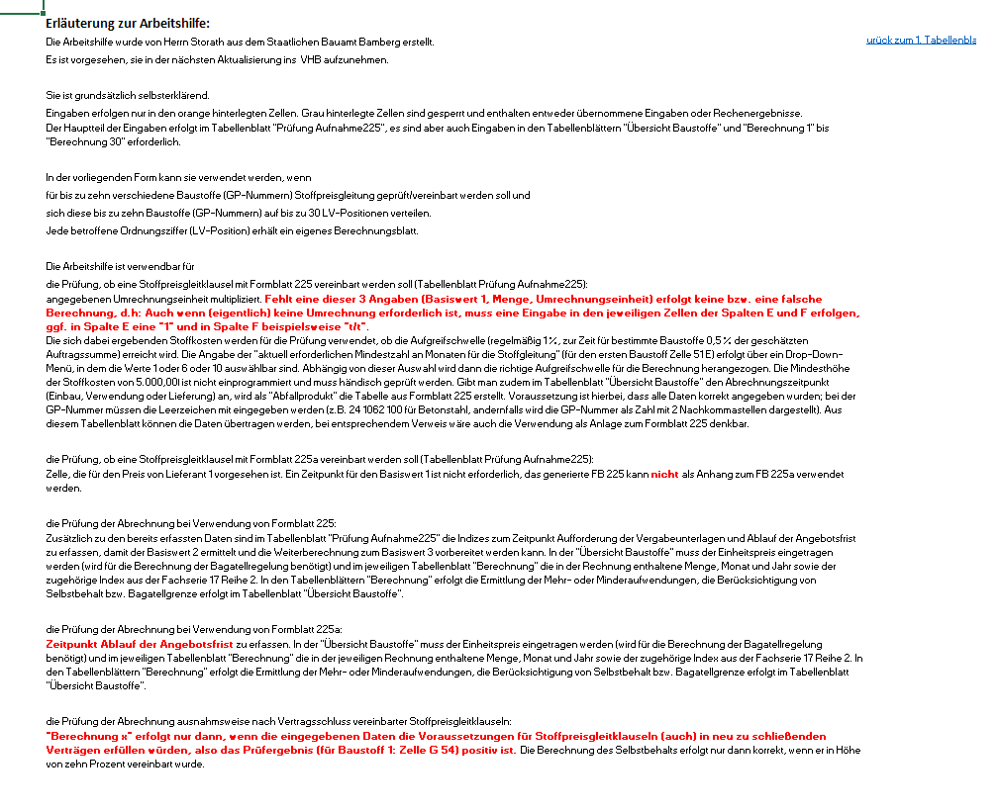 Erläuterung zur Arbeitshilfe:
Die Arbeitshilfe wurde von Herrn Storath aus dem Staatlichen Bauamt Bamberg erstellt.
urück zum 1. Tabellenbla
Es ist vorgesehen, sie in der nächsten Aktualisierung ins VHB aufzunehmen.
Sie ist grundsätzlich selbsterklärend.
Eingaben erfolgen nur in den orange hinterlegten Zellen. Grau hinterlegte Zellen sind gesperrt und enthalten entweder übernommene Eingaben oder Rechenergebnisse.
Der Hauptteil der Eingaben erfolgt im Tabellenblatt "Prüfung Aufnahme225", es sind aber auch Eingaben in den Tabellenblättern "Übersicht Baustoffe" und "Berechnung 1" bis
"Berechnung 30" erforderlich.
In der vorliegenden Form kann sie verwendet werden, wenn
für bis zu zehn verschiedene Baustoffe (GP-Nummern) Stoffpreisgleitung geprüft/vereinbart werden soll und
sich diese bis zu zehn Baustoffe (GP-Nummern) auf bis zu 30 LV-Positionen verteilen.
Jede betroffene Ordnungsziffer (LV-Position) erhält ein eigenes Berechnungsblatt.
Die Arbeitshilfe ist verwendbar für
die Prüfung, ob eine Stoffpreisgleitklausel mit Formblatt 225 vereinbart werden soll (Tabellenblatt Prüfung Aufnahme225):
angegebenen Umrechnungseinheit multipliziert. Fehlt eine dieser 3 Angaben (Basiswert 1, Menge, Umrechnungseinheit) erfolgt keine bzw. eine falsche
Berechnung, d.h: Auch wenn (eigentlich) keine Umrechnung erforderlich ist, muss eine Eingabe in den jeweiligen Zellen der Spalten E und F erfolgen,
ggf. in Spalte E eine "1" und in Spalte F beispielsweise "t/t".
Die sich dabei ergebenden Stoffkosten werden für die Prüfung verwendet, ob die Aufgreifschwelle (regelmäßig 1%, zur Zeit für bestimmte Baustoffe 0,5 % der geschätzten
Auftragssumme) erreicht wird. Die Angabe der "aktuell erforderlichen Mindestzahl an Monaten für die Stoffgleitung" (für den ersten Baustoff Zelle 51 E) erfolgt über ein Drop-Down-
Menü, in dem die Werte 1 oder 6 oder 10 auswählbar sind. Abhängig von dieser Auswahl wird dann die richtige Aufgreifschwelle für die Berechnung herangezogen. Die Mindesthöhe
der Stoffkosten von 5.000,00 ist nicht einprogrammiert und muss händisch geprüft werden. Gibt man zudem im Tabellenblatt "Übersicht Baustoffe" den Abrechnungszeitpunkt
(Einbau, Verwendung oder Lieferung) an, wird als "Abfallprodukt" die Tabelle aus Formblatt 225 erstellt. Voraussetzung ist hierbei, dass alle Daten korrekt angegeben wurden; bei der
GP-Nummer müssen die Leerzeichen mit eingegeben werden (z.B. 24 1062 100 für Betonstahl, andernfalls wird die GP-Nummer als Zahl mit 2 Nachkommastellen dargestellt). Aus
diesem Tabellenblatt können die Daten übertragen werden, bei entsprechendem Verweis wäre auch die Verwendung als Anlage zum Formblatt 225 denkbar.
die Prüfung, ob eine Stoffpreisgleitklausel mit Formblatt 225a vereinbart werden soll (Tabellenblatt Prüfung Aufnahme225):
Zelle, die für den Preis von Lieferant 1 vorgesehen ist. Ein Zeitpunkt für den Basiswert 1 ist nicht erforderlich, das generierte FB 225 kann nicht als Anhang zum FB 225a verwendet
werden.
die Prüfung der Abrechnung bei Verwendung von Formblatt 225:
Zusätzlich zu den bereits erfassten Daten sind im Tabellenblatt "Prüfung Aufnahme225" die Indizes zum Zeitpunkt Aufforderung der Vergabeunterlagen und Ablauf der Angebotsfrist
zu erfassen, damit der Basiswert 2 ermittelt und die Weiterberechnung zum Basiswert 3 vorbereitet werden kann. In der "Übersicht Baustoffe" muss der Einheitspreis eingetragen
werden (wird für die Berechnung der Bagatellregelung benötigt) und im jeweiligen Tabellenblatt "Berechnung" die in der Rechnung enthaltene Menge, Monat und Jahr sowie der
zugehörige Index aus der Fachserie 17 Reihe 2. In den Tabellenblättern "Berechnung" erfolgt die Ermittlung der Mehr- oder Minderaufwendungen, die Berücksichtigung von
Selbstbehalt bzw. Bagatellgrenze erfolgt im Tabellenblatt "Übersicht Baustoffe".
die Prüfung der Abrechnung bei Verwendung von Formblatt 225a:
Zeitpunkt Ablauf der Angebotsfrist zu erfassen. In der "Übersicht Baustoffe" muss der Einheitspreis eingetragen werden (wird für die Berechnung der Bagatellregelung
benötigt) und im jeweiligen Tabellenblatt "Berechnung" die in der jeweiligen Rechnung enthaltene Menge, Monat und Jahr sowie der zugehörige Index aus der Fachserie 17 Reihe 2. In
den Tabellenblättern "Berechnung" erfolgt die Ermittlung der Mehr- oder Minderaufwendungen, die Berücksichtigung von Selbstbehalt bzw. Bagatellgrenze erfolgt im Tabellenblatt
"Übersicht Baustoffe".
die Prüfung der Abrechnung ausnahmsweise nach Vertragsschluss vereinbarter Stoffpreisgleitklauseln:
"Berechnung x" erfolgt nur dann, wenn die eingegebenen Daten die Voraussetzungen für Stoffpreisgleitklauseln (auch) in neu zu schließenden
Verträgen erfüllen würden, also das Prüfergebnis (für Baustoff 1: Zelle G 54) positiv ist. Die Berechnung des Selbstbehalts erfolgt nur dann korrekt, wenn er in Höhe
von zehn Prozent vereinbart wurde.